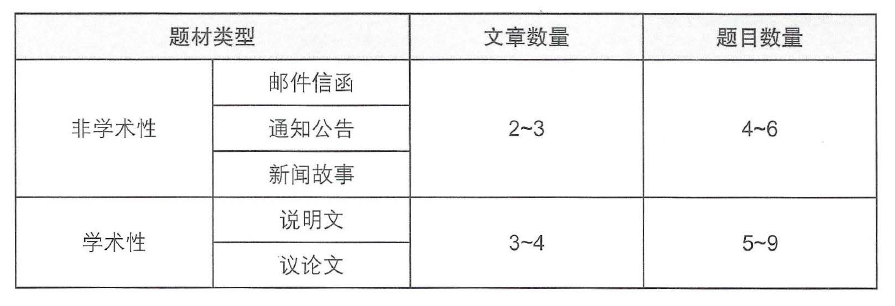 题材类型 文章数量 题目数量
邮件信函
非学术性 通知公告 2~3 4~6
新闻故事
说明文
学术性 3~4 5~9
议论文